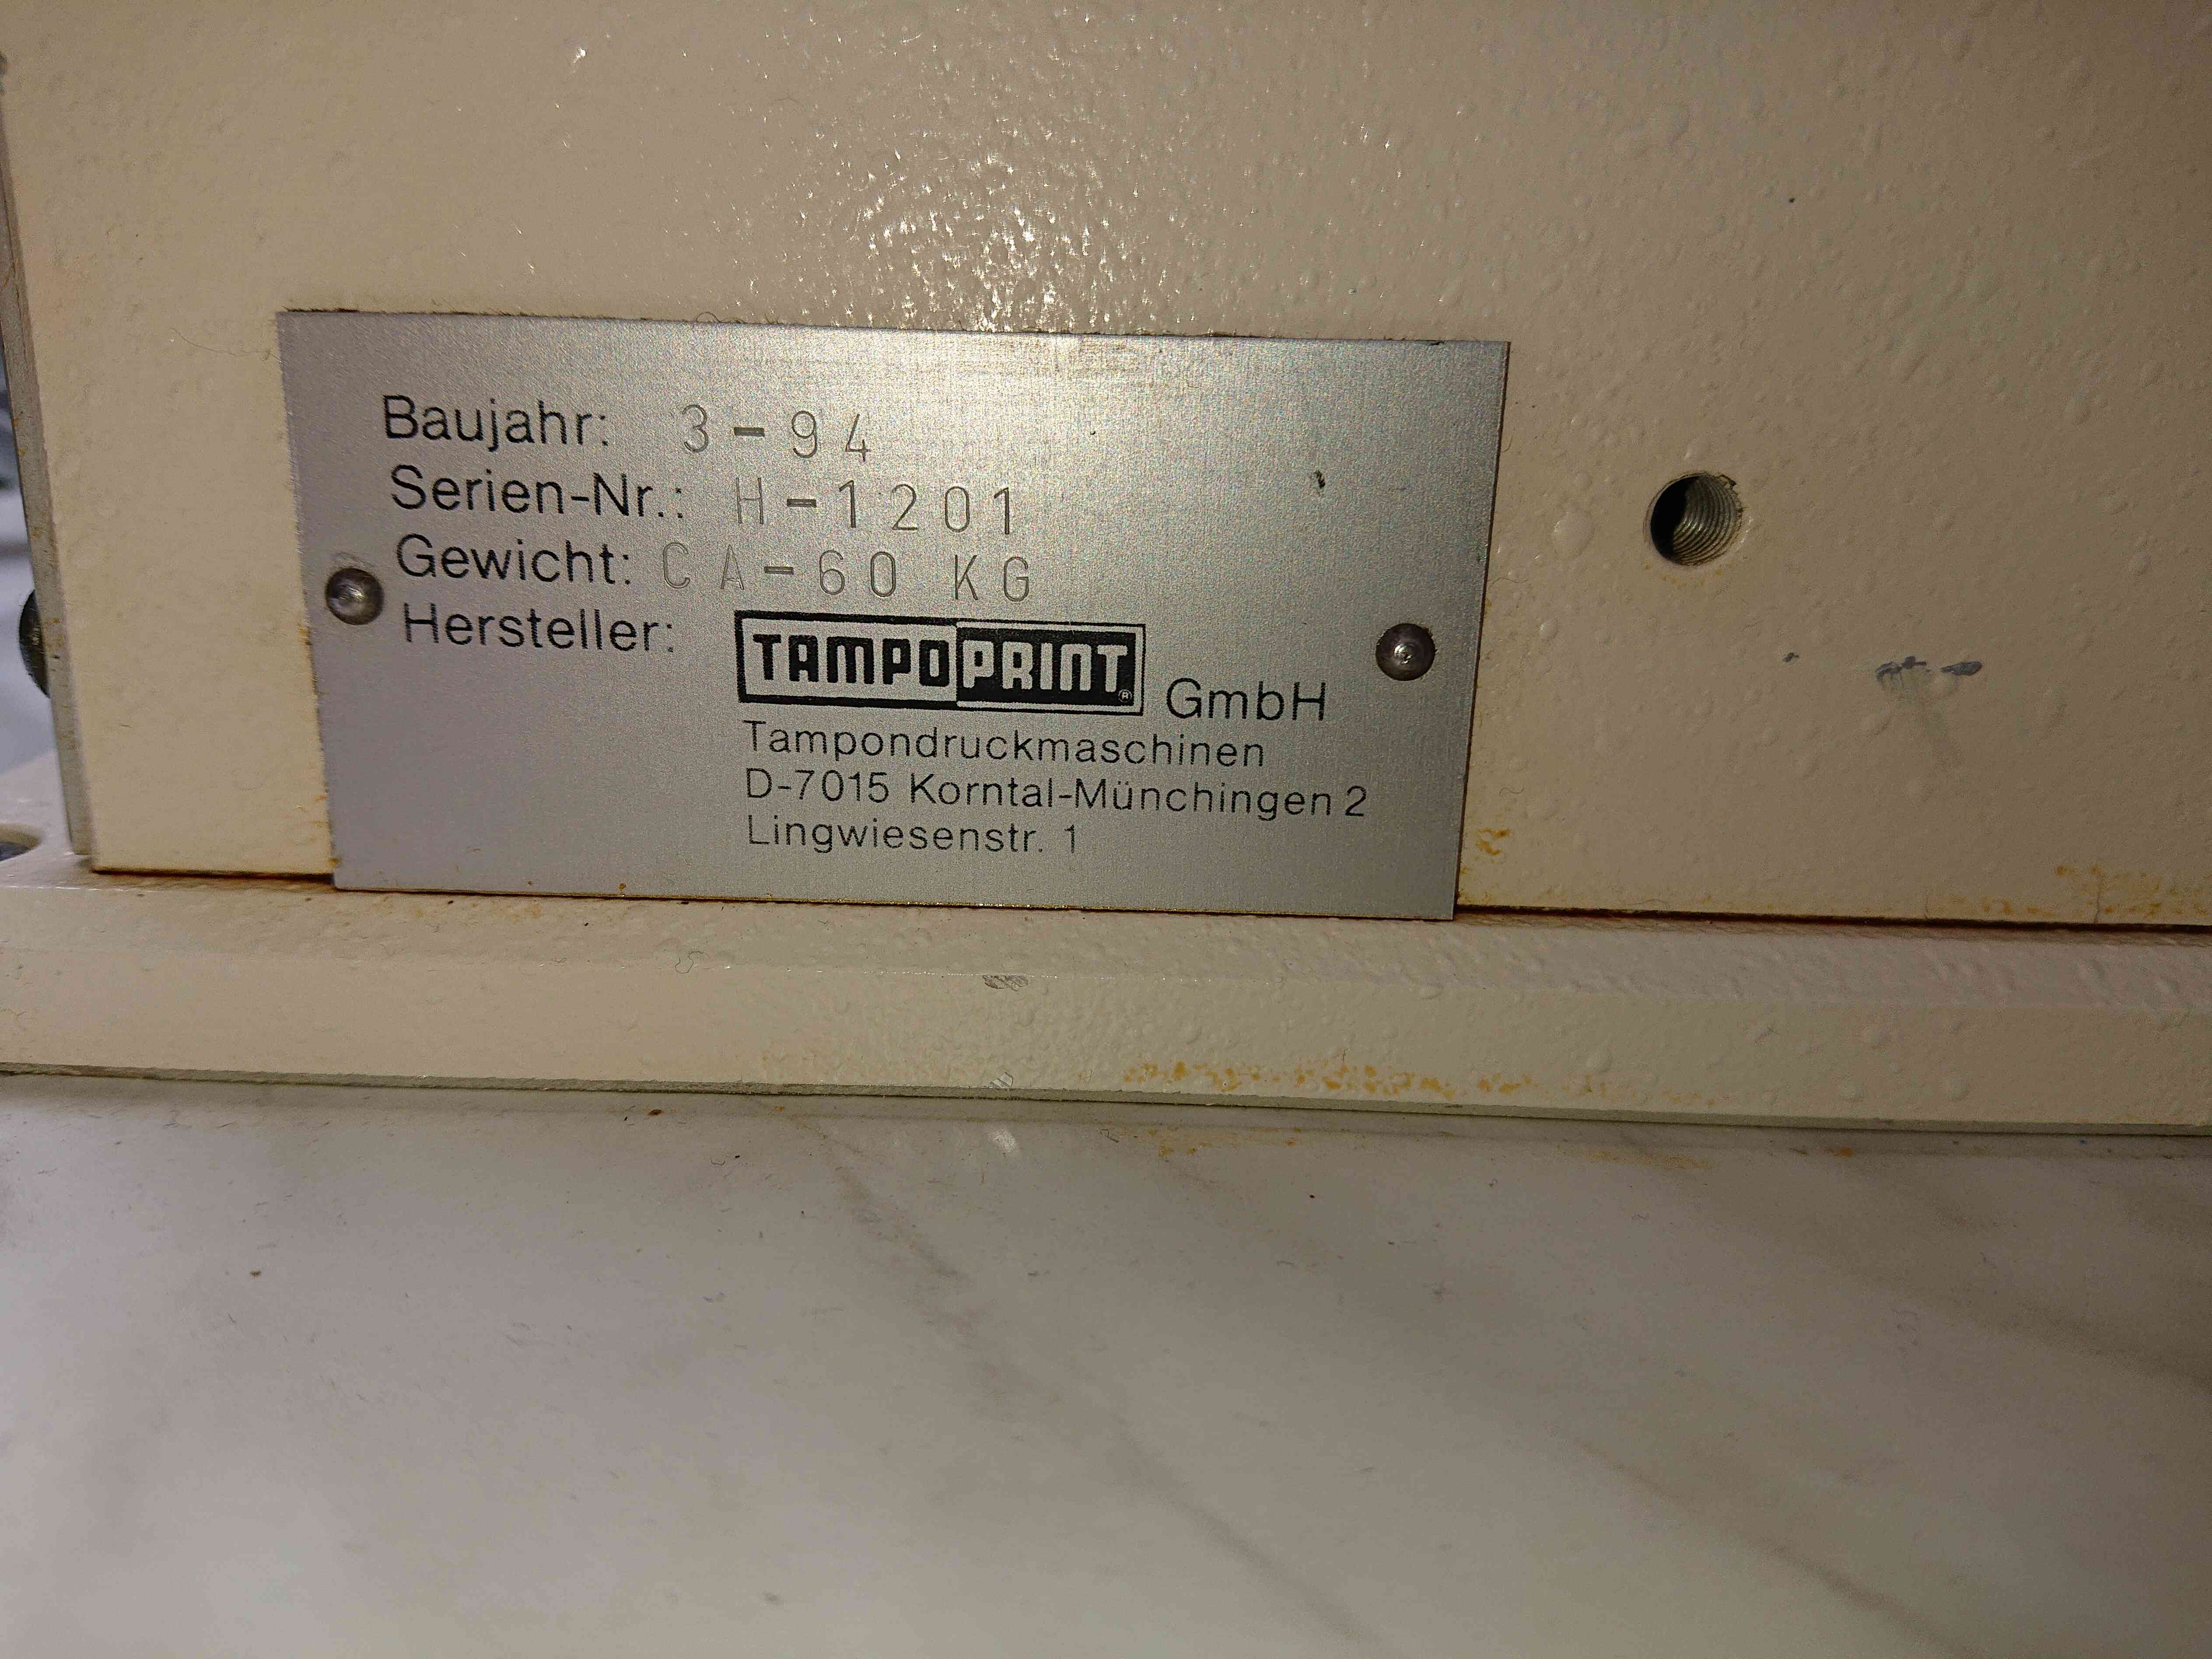 Baujahr: 3-94
Serien-Nr.: H-1201
Gewicht: CA-60 KG
Hersteller: TAMPOPRINT® GmbH
Tampondruckmaschinen
D-7015 Korntal-Münchingen 2
Lingwiesenstr. 1